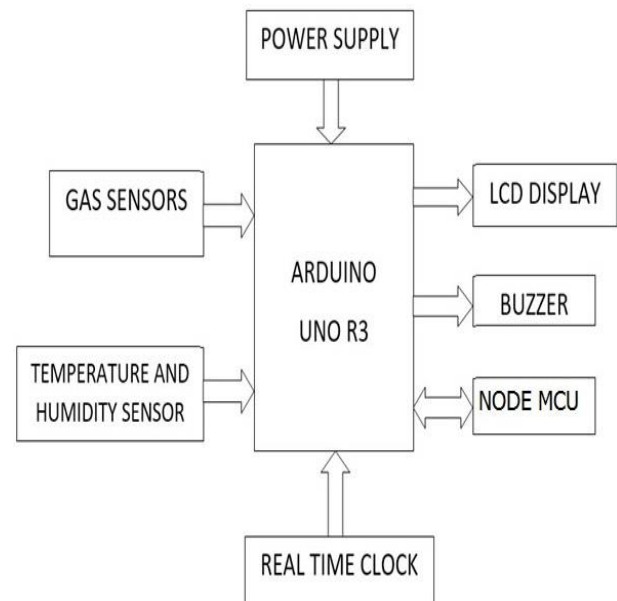 POWER SUPPLY
GAS SENSORS
LCD DISPLAY
ARDUINO
UNO R3
BUZZER
TEMPERATURE AND
HUMIDITY SENSOR
NODE MCU
REAL TIME CLOCK